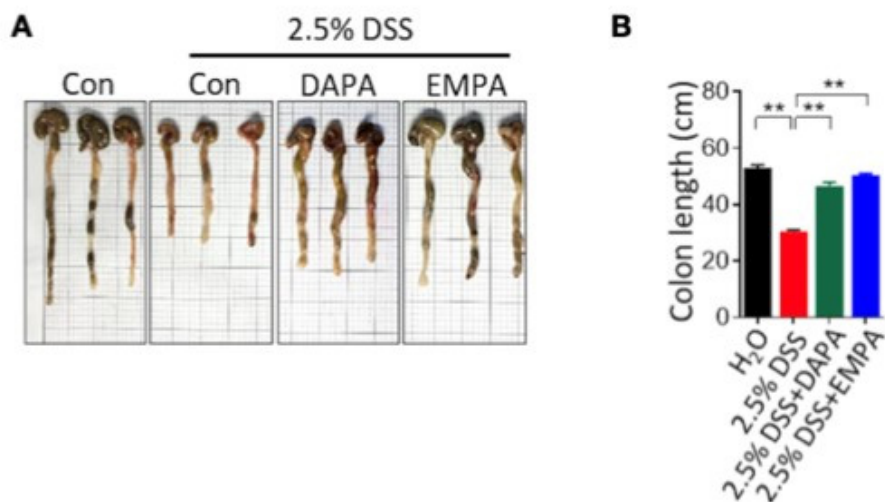 A
2.5% DSS
Con
Con
DAPA
EMPA
B
Colon length (cm)
80
60
40
20
0
**
**
**
H₂O
2.5% DSS
2.5% DSS+DAPA
2.5% DSS+EMPA